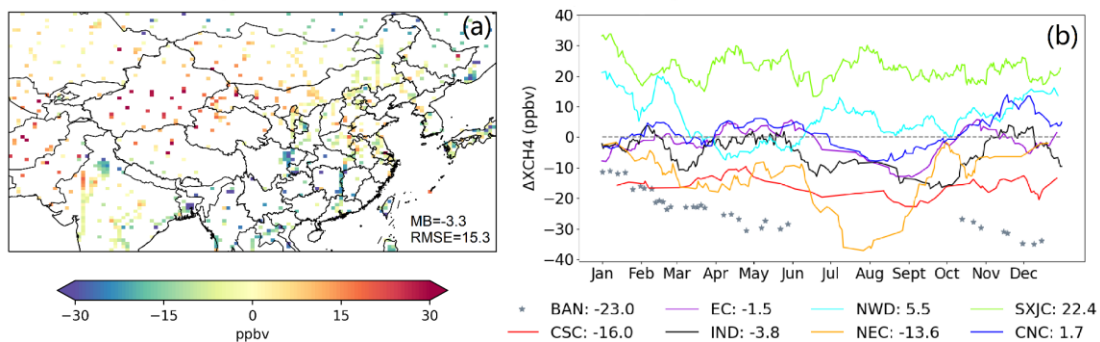 (a)
MB=-3.3
RMSE=15.3
−30 −15 0 15 30
ppbv
(b)
ΔXCH4 (ppbv)
40
30
20
10
0
−10
−20
−30
−40
Jan Feb Mar Apr May Jun Jul Aug Sept Oct Nov Dec
BAN: -23.0 EC: -1.5 NWD: 5.5 SXJC: 22.4
CSC: -16.0 IND: -3.8 NEC: -13.6 CNC: 1.7